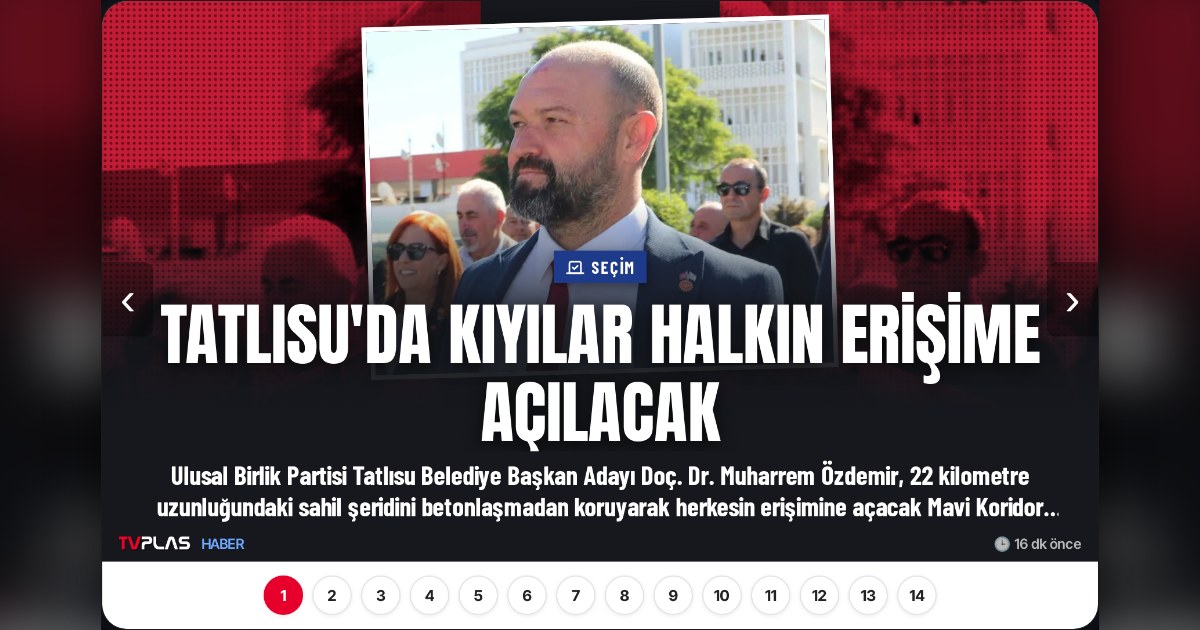 SEÇİM
TATLISU'DA KIYILAR HALKIN ERİŞİME
AÇILACAK
Ulusal Birlik Partisi Tatlısu Belediye Başkan Adayı Doç. Dr. Muharrem Özdemir, 22 kilometre
uzunluğundaki sahil şeridini betonlaşmadan koruyarak herkesin erişimine açacak Mavi Koridor...
TVPLAS HABER
16 dk önce
1 2 3 4 5 6 7 8 9 10 11 12 13 14